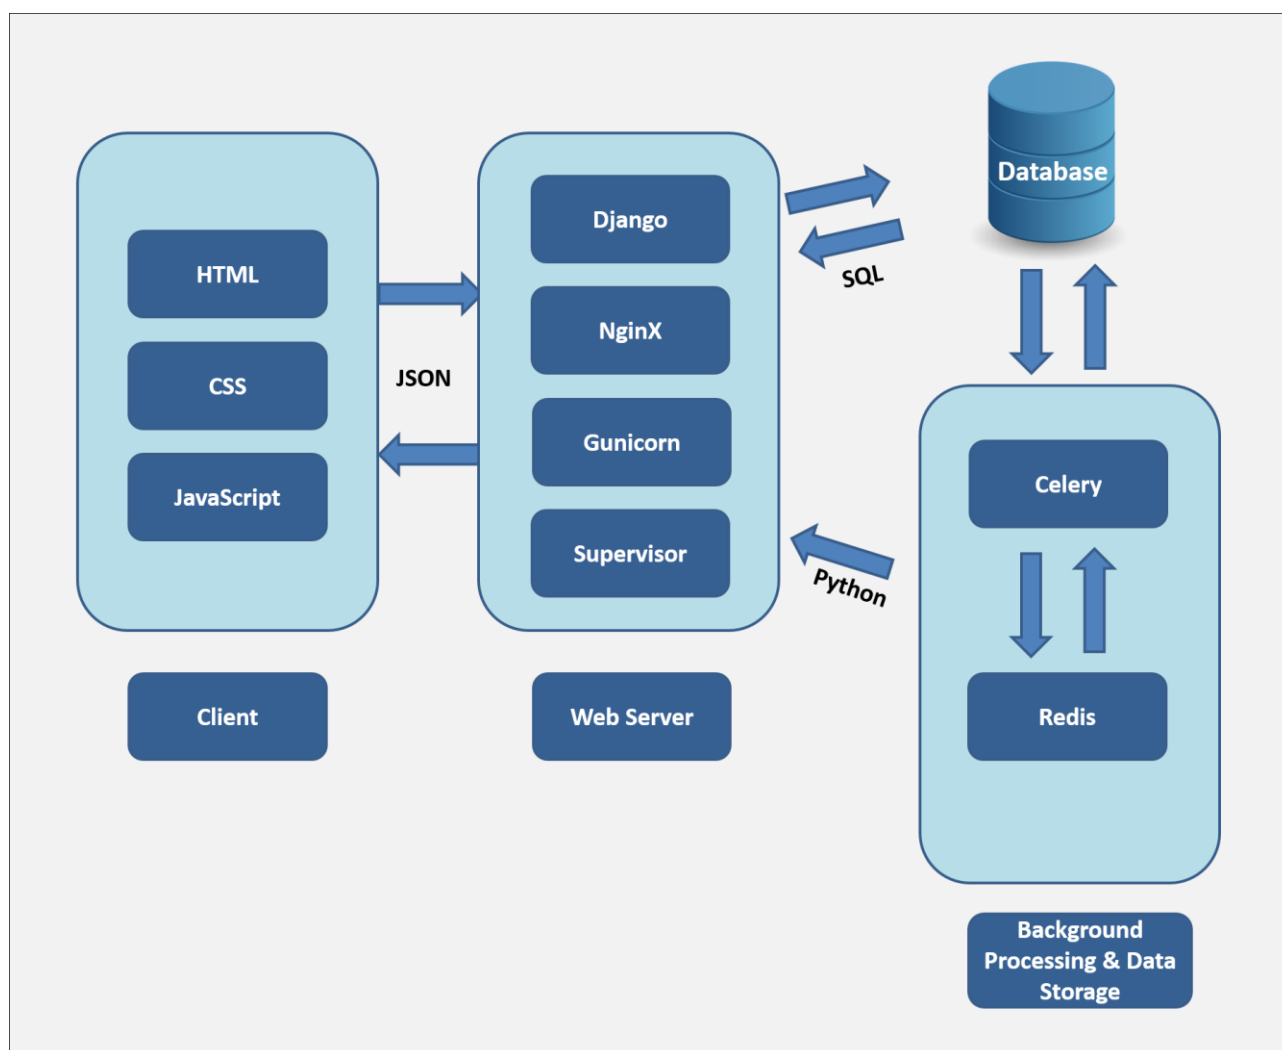 HTML
CSS
JavaScript
Client
JSON
Django
NginX
Gunicorn
Supervisor
Web Server
SQL
Python
Database
Celery
Redis
Background
Processing & Data
Storage